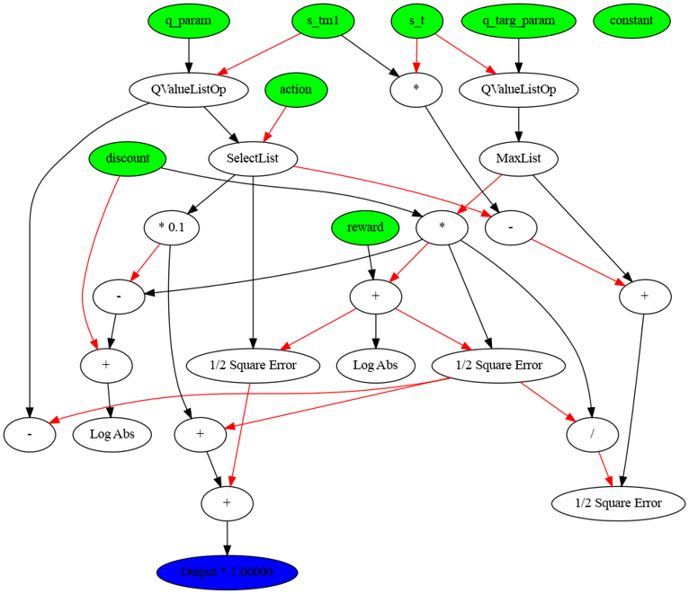 q_param
s_tm1
s_t
q_targ_param
constant
QValueListOp
action
*
QValueListOp
discount
SelectList
MaxList
* 0.1
reward
*
-
-
+
+
+
1/2 Square Error
Log Abs
1/2 Square Error
-
Log Abs
+
/
+
1/2 Square Error
Output * 1.00000